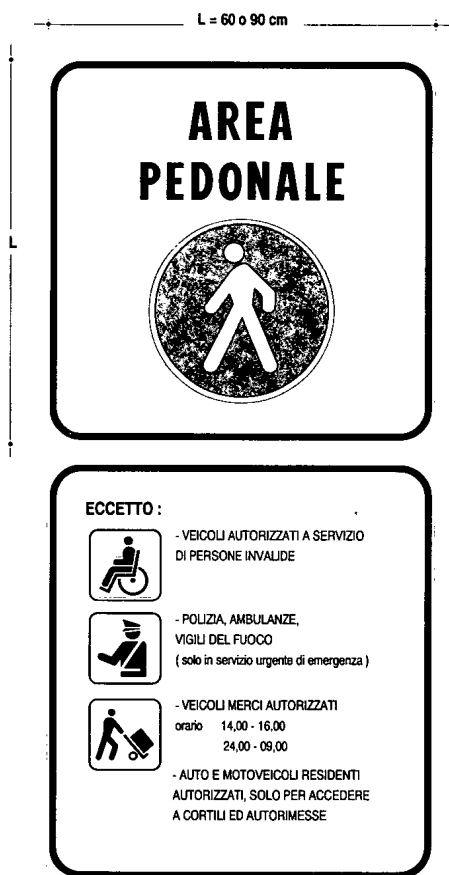 L = 60 o 90 cm
L
AREA
PEDONALE
ECCETTO :
- VEICOLI AUTORIZZATI A SERVIZIO
DI PERSONE INVALIDE
- POLIZIA, AMBULANZE,
VIGILI DEL FUOCO
( solo in servizio urgente di emergenza )
- VEICOLI MERCI AUTORIZZATI
orario 14,00 - 16,00
24,00 - 09,00
- AUTO E MOTOVEICOLI RESIDENTI
AUTORIZZATI, SOLO PER ACCEDERE
A CORTILI ED AUTORIMESSE